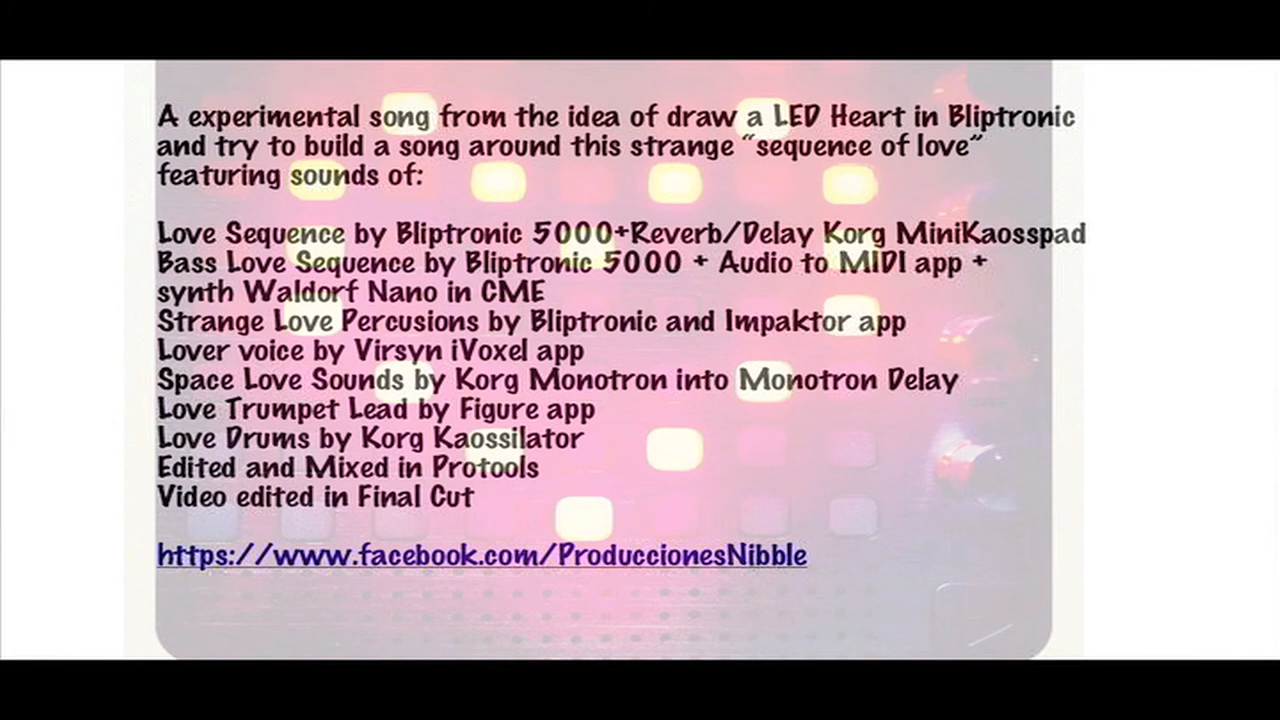 A experimental song from the idea of draw a LED Heart in Bliptronic
and try to build a song around this strange “sequence of love”
featuring sounds of:
Love Sequence by Bliptronic 5000+Reverb/Delay Korg MiniKaosspad
Bass Love Sequence by Bliptronic 5000 + Audio to MIDI app +
synth Waldorf Nano in CME
Strange Love Percusions by Bliptronic and Impaktor app
Lover voice by Virsyn iVoxel app
Space Love Sounds by Korg Monotron into Monotron Delay
Love Trumpet Lead by Figure app
Love Drums by Korg Kaossilator
Edited and Mixed in Protools
Video edited in Final Cut
https://www.facebook.com/ProduccionesNibble